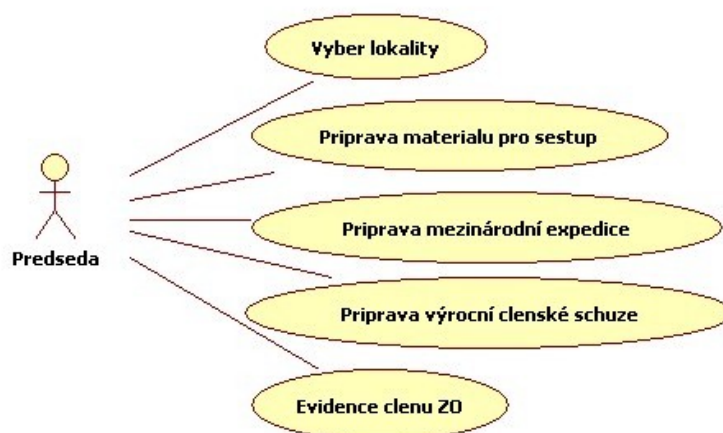 Vyber lokality
Priprava materialu pro sestup
Priprava mezinárodní expedice
Predseda
Priprava výrocní clenské schuze
Evidence clenu ZO